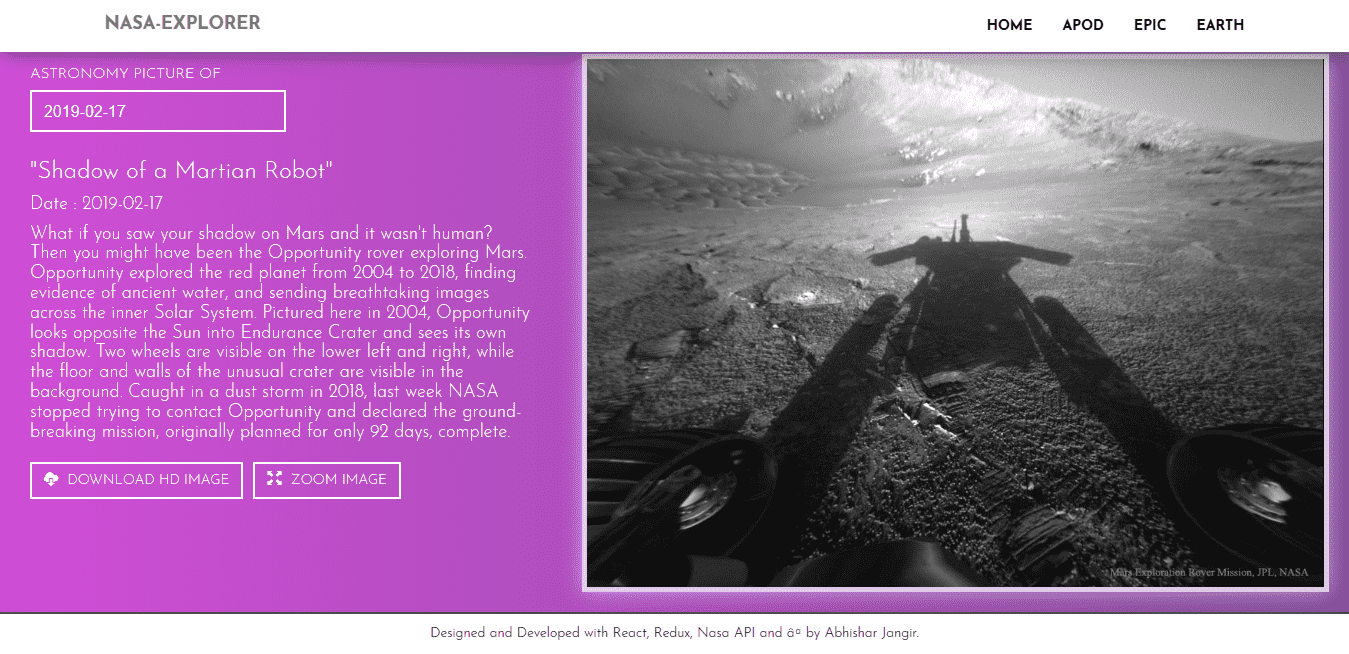 NASA-EXPLORER
HOME APOD EPIC EARTH
ASTRONOMY PICTURE OF
2019-02-17
"Shadow of a Martian Robot"
Date : 2019-02-17
What if you saw your shadow on Mars and it wasn't human?
Then you might have been the Opportunity rover exploring Mars.
Opportunity explored the red planet from 2004 to 2018, finding
evidence of ancient water, and sending breathtaking images
across the inner Solar System. Pictured here in 2004, Opportunity
looks opposite the Sun into Endurance Crater and sees its own
shadow. Two wheels are visible on the lower left and right, while
the floor and walls of the unusual crater are visible in the
background. Caught in a dust storm in 2018, last week NASA
stopped trying to contact Opportunity and declared the ground-
breaking mission, originally planned for only 92 days, complete.
DOWNLOAD HD IMAGE ZOOM IMAGE
Mars Exploration Rover Mission, JPL, NASA
Designed and Developed with React, Redux, Nasa API and â¤ by Abhishar Jangir.